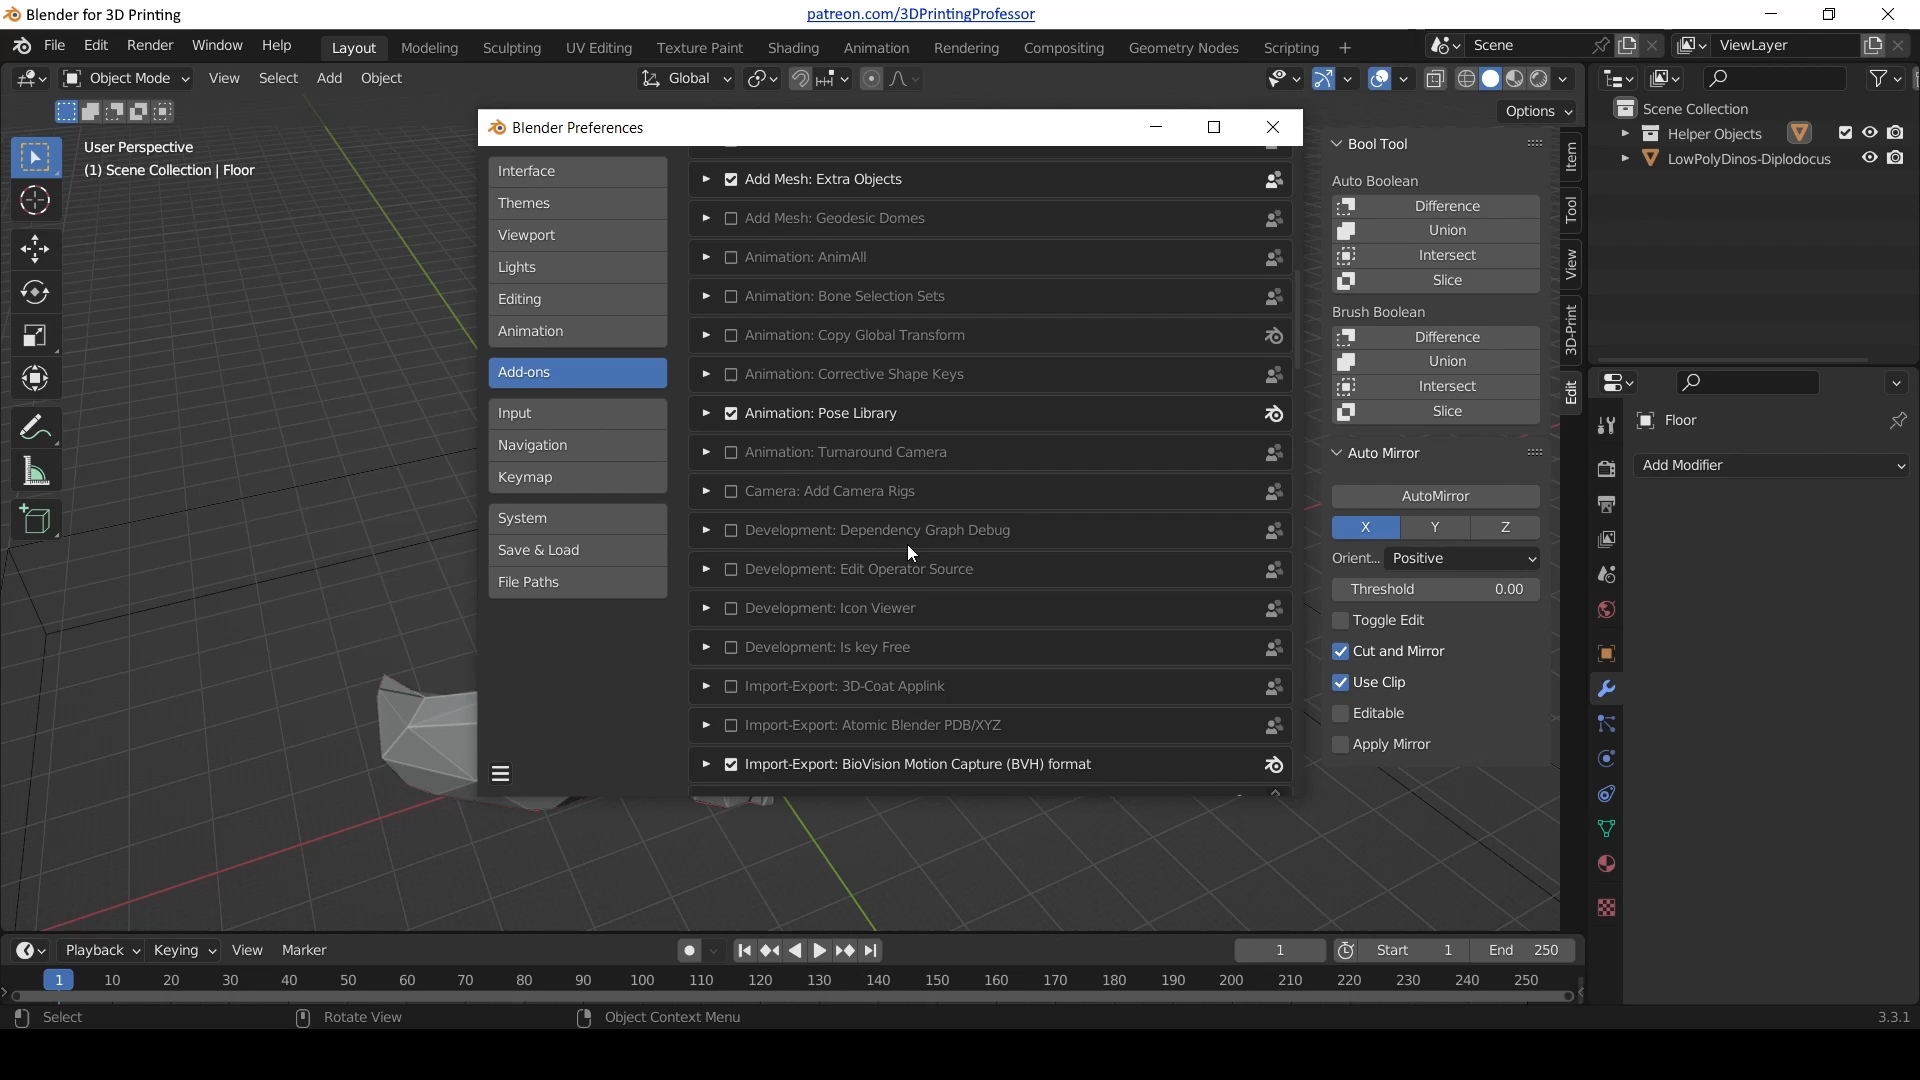 Blender for 3D Printing
patreon.com/3DPrintingProfessor
File Edit Render Window Help
Layout Modeling Sculpting UV Editing Texture Paint Shading Animation Rendering Compositing Geometry Nodes Scripting +
Scene
ViewLayer
Object Mode View Select Add Object
Global
Options
User Perspective
(1) Scene Collection | Floor
Blender Preferences
Interface
Themes
Viewport
Lights
Editing
Animation
Add-ons
Input
Navigation
Keymap
System
Save & Load
File Paths
Add Mesh: Extra Objects
Add Mesh: Geodesic Domes
Animation: AnimAll
Animation: Bone Selection Sets
Animation: Copy Global Transform
Animation: Corrective Shape Keys
Animation: Pose Library
Animation: Turnaround Camera
Camera: Add Camera Rigs
Development: Dependency Graph Debug
Development: Edit Operator Source
Development: Icon Viewer
Development: Is key Free
Import-Export: 3D-Coat Applink
Import-Export: Atomic Blender PDB/XYZ
Import-Export: BioVision Motion Capture (BVH) format
Bool Tool
Auto Boolean
Difference
Union
Intersect
Slice
Brush Boolean
Difference
Union
Intersect
Slice
Auto Mirror
AutoMirror
X Y Z
Orient... Positive
Threshold 0.00
Toggle Edit
Cut and Mirror
Use Clip
Editable
Apply Mirror
Item
Tool
View
3D-Print
Edit
Scene Collection
Helper Objects
LowPolyDinos-Diplodocus
Floor
Add Modifier
Playback Keying View Marker
1
Start 1
End 250
1 10 20 30 40 50 60 70 80 90 100 110 120 130 140 150 160 170 180 190 200 210 220 230 240 250
Select
Rotate View
Object Context Menu
3.3.1